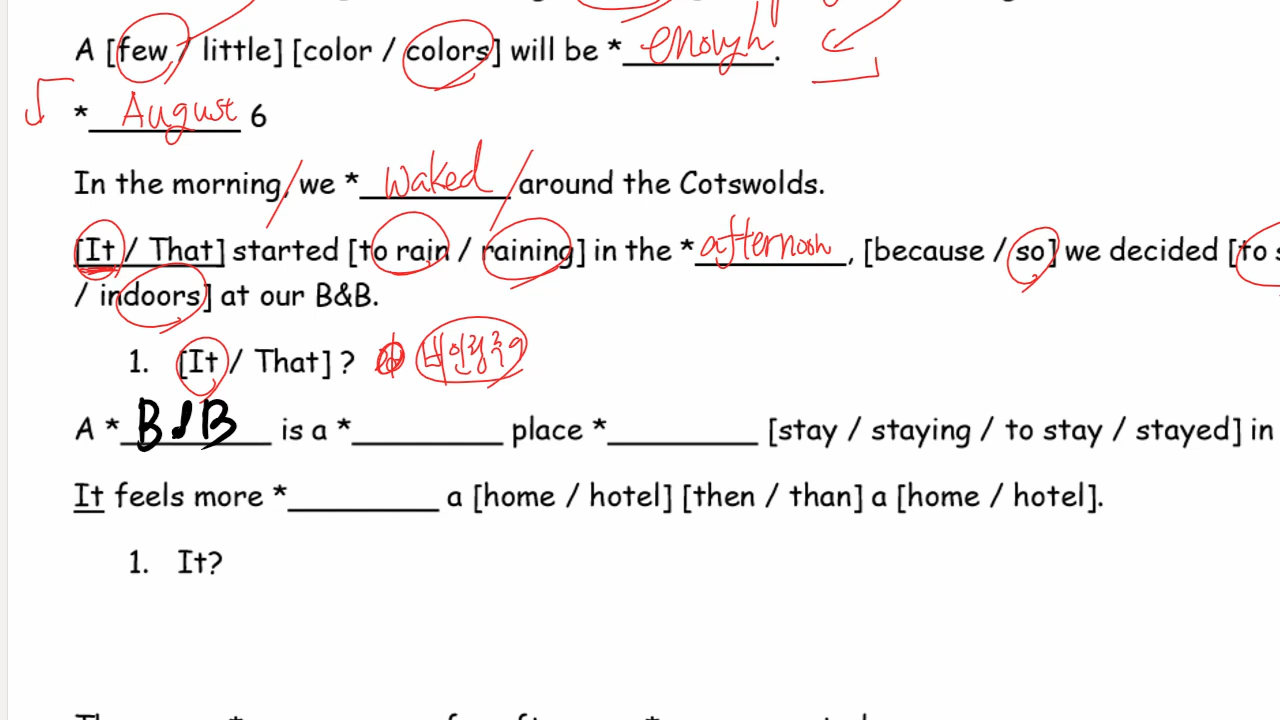 A [few / little] [color / colors] will be * enough.
* August 6
In the morning, we * waked around the Cotswolds.
[It / That] started [to rain / raining] in the * afternoon, [because / so] we decided [to s
/ indoors] at our B&B.
1. [It / That] ? 비인칭주어
A * B&B is a * ________ place * ________ [stay / staying / to stay / stayed] in
It feels more * ________ a [home / hotel] [then / than] a [home / hotel].
1. It?